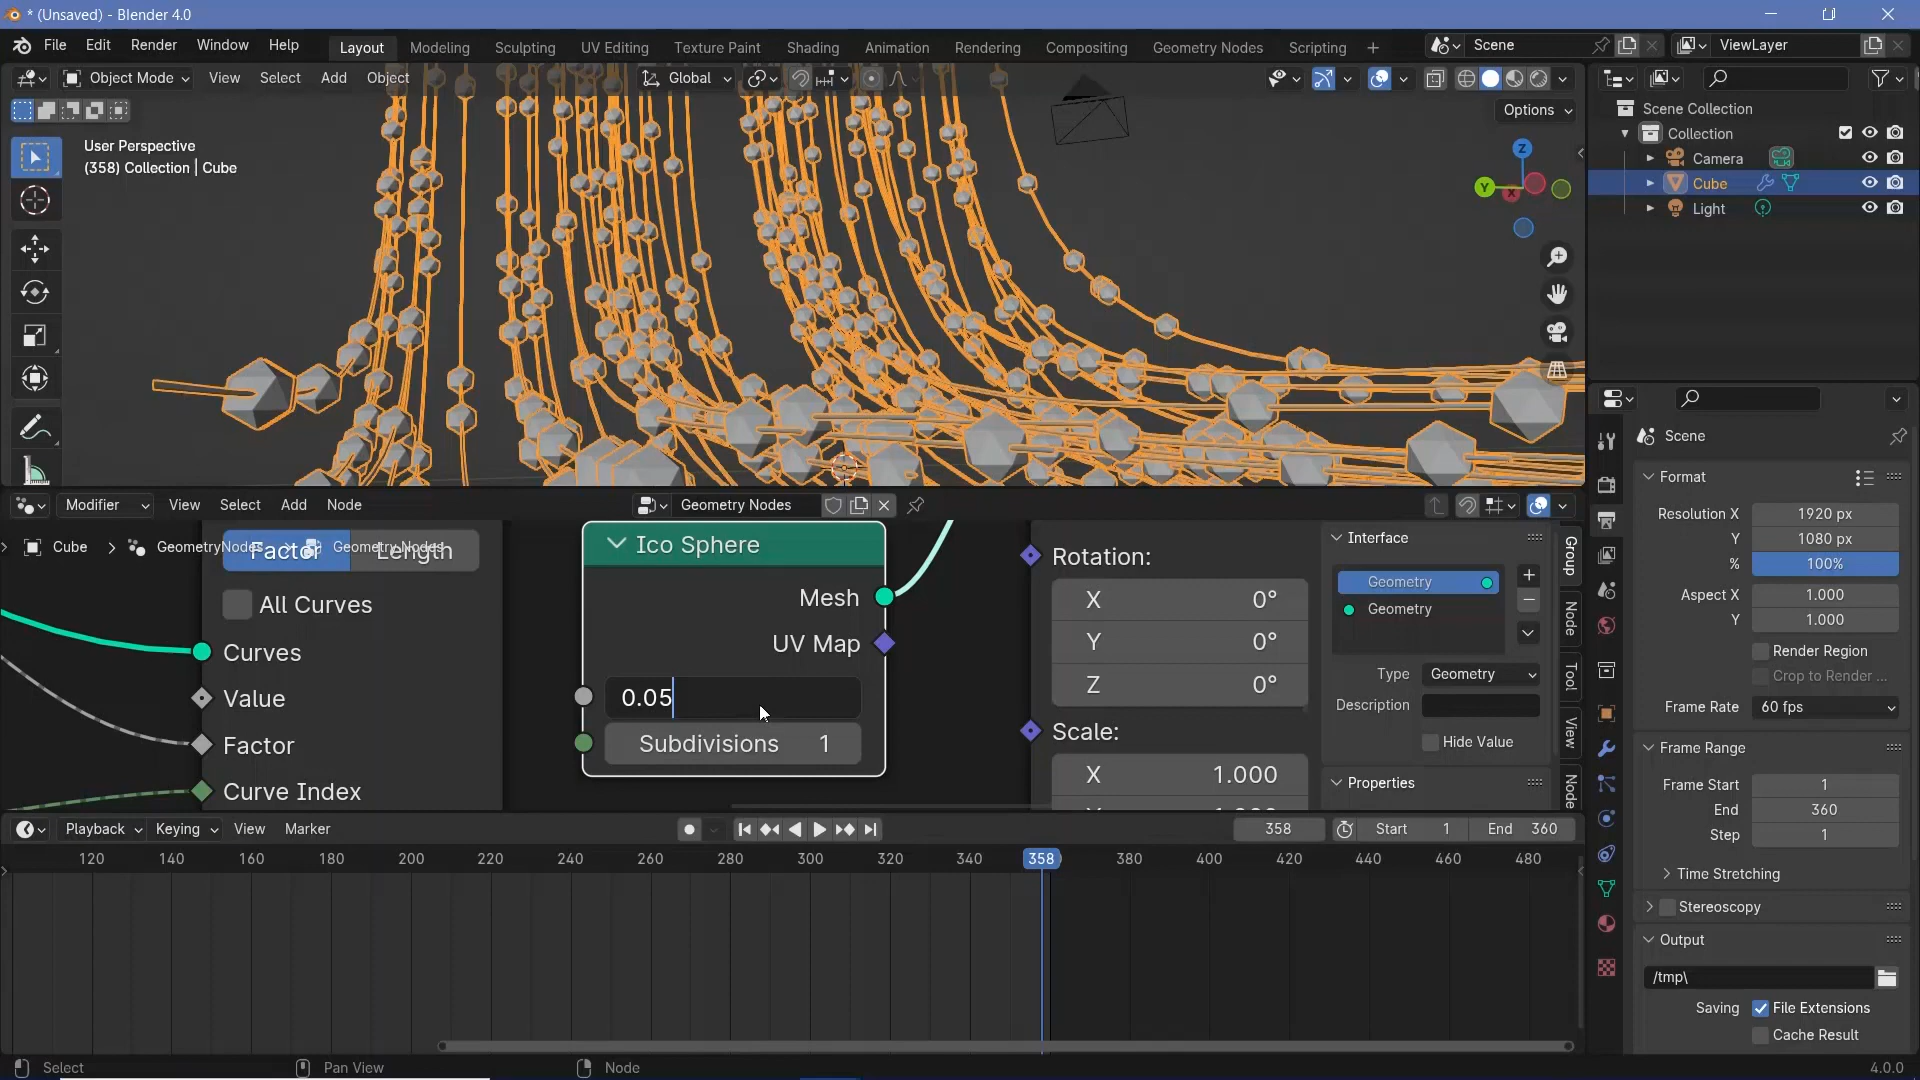 * (Unsaved) - Blender 4.0
File Edit Render Window Help
Layout Modeling Sculpting UV Editing Texture Paint Shading Animation Rendering Compositing Geometry Nodes Scripting +
Scene
ViewLayer
Object Mode View Select Add Object
Global
Options
User Perspective
(358) Collection | Cube
Z
Y
X
Scene Collection
Collection
Camera
Cube
Light
Modifier View Select Add Node
Geometry Nodes
Cube
GeometryNodes
Geometry Nodes
Factor Length
All Curves
Curves
Value
Factor
Curve Index
Ico Sphere
Mesh
UV Map
0.05
Subdivisions 1
Rotation:
X 0°
Y 0°
Z 0°
Scale:
X 1.000
Interface
Geometry
Geometry
Type Geometry
Description
Hide Value
Properties
Group
Node
Tool
View
Node
Playback Keying View Marker
358 Start 1 End 360
120 140 160 180 200 220 240 260 280 300 320 340 358 380 400 420 440 460 480
Scene
Format
Resolution X 1920 px
Y 1080 px
% 100%
Aspect X 1.000
Y 1.000
Render Region
Crop to Render ...
Frame Rate 60 fps
Frame Range
Frame Start 1
End 360
Step 1
Time Stretching
Stereoscopy
Output
/tmp\
Saving File Extensions
Cache Result
Select Pan View Node
4.0.0